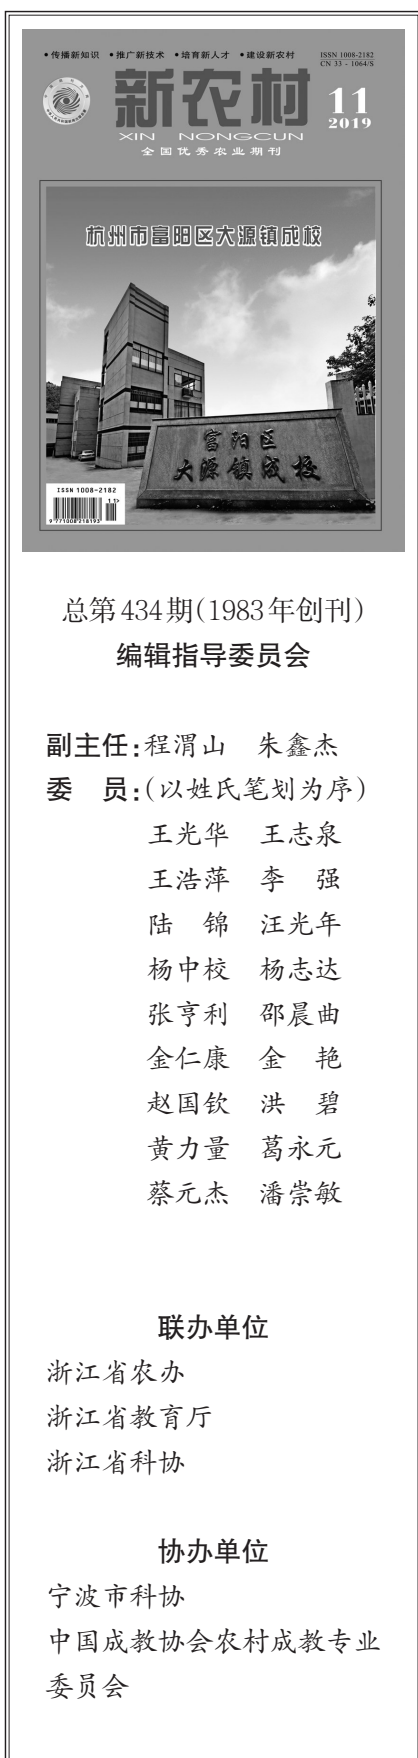 •传播新知识 •推广新技术 •培育新人才 •建设新农村
ISSN 1008-2182
CN 33 - 1064/S
新农村
XIN NONGCUN
全国优秀农业期刊
11
2019
杭州市富阳区大源镇成校
富阳区
大源镇成校
ISSN 1008-2182
11>
9 771008 218193
总第434期(1983年创刊)
编辑指导委员会
副主任:程渭山 朱鑫杰
委 员:(以姓氏笔划为序)
王光华 王志泉
王浩萍 李 强
陆 锦 汪光年
杨中校 杨志达
张亨利 邵晨曲
金仁康 金 艳
赵国钦 洪 碧
黄力量 葛永元
蔡元杰 潘崇敏
联办单位
浙江省农办
浙江省教育厅
浙江省科协
协办单位
宁波市科协
中国成教协会农村成教专业
委员会